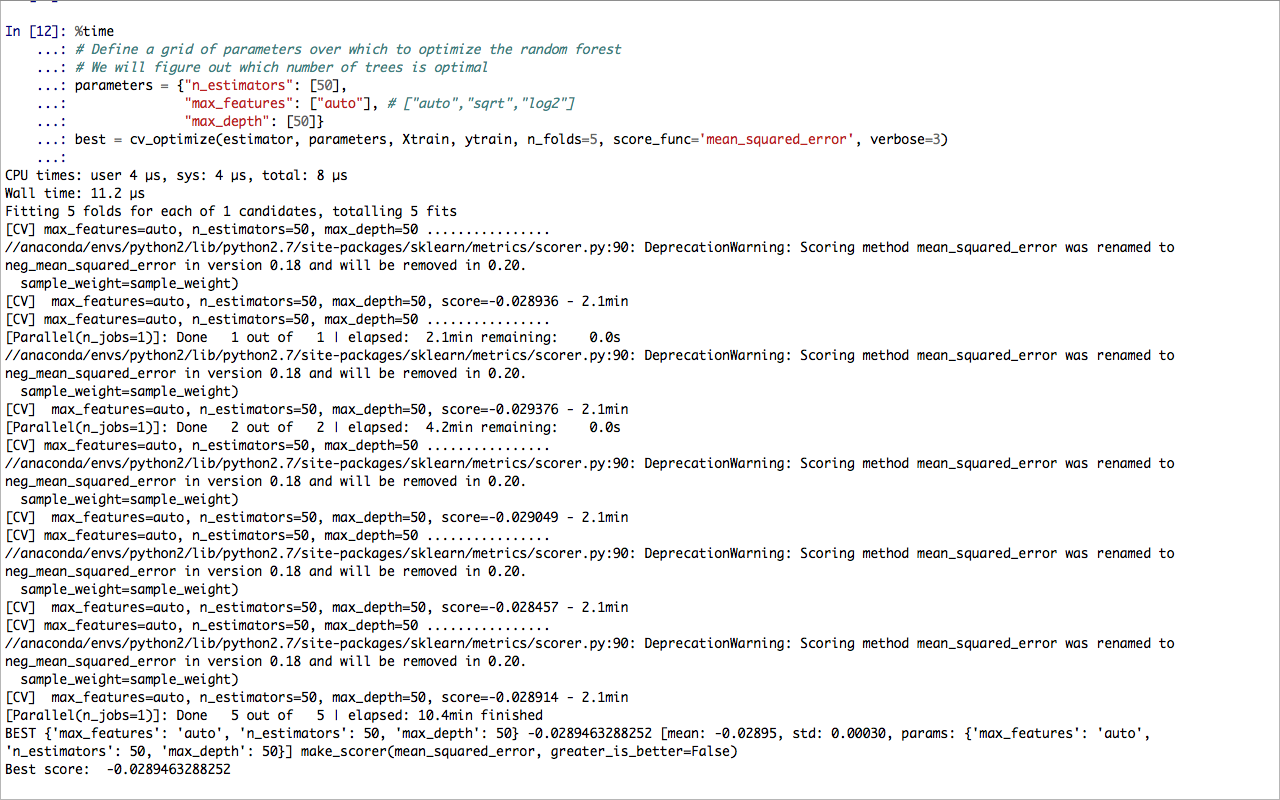 In [12]: %time
    ...: # Define a grid of parameters over which to optimize the random forest
    ...: # We will figure out which number of trees is optimal
    ...: parameters = {"n_estimators": [50],
    ...:               "max_features": ["auto"], # ["auto","sqrt","log2"]
    ...:               "max_depth": [50]}
    ...: best = cv_optimize(estimator, parameters, Xtrain, ytrain, n_folds=5, score_func='mean_squared_error', verbose=3)
    ...:
CPU times: user 4 µs, sys: 4 µs, total: 8 µs
Wall time: 11.2 µs
Fitting 5 folds for each of 1 candidates, totalling 5 fits
[CV] max_features=auto, n_estimators=50, max_depth=50 ................
//anaconda/envs/python2/lib/python2.7/site-packages/sklearn/metrics/scorer.py:90: DeprecationWarning: Scoring method mean_squared_error was renamed to
neg_mean_squared_error in version 0.18 and will be removed in 0.20.
  sample_weight=sample_weight)
[CV]  max_features=auto, n_estimators=50, max_depth=50, score=-0.028936 - 2.1min
[CV] max_features=auto, n_estimators=50, max_depth=50 ................
[Parallel(n_jobs=1)]: Done   1 out of   1 | elapsed:  2.1min remaining:    0.0s
//anaconda/envs/python2/lib/python2.7/site-packages/sklearn/metrics/scorer.py:90: DeprecationWarning: Scoring method mean_squared_error was renamed to
neg_mean_squared_error in version 0.18 and will be removed in 0.20.
  sample_weight=sample_weight)
[CV]  max_features=auto, n_estimators=50, max_depth=50, score=-0.029376 - 2.1min
[Parallel(n_jobs=1)]: Done   2 out of   2 | elapsed:  4.2min remaining:    0.0s
[CV] max_features=auto, n_estimators=50, max_depth=50 ................
//anaconda/envs/python2/lib/python2.7/site-packages/sklearn/metrics/scorer.py:90: DeprecationWarning: Scoring method mean_squared_error was renamed to
neg_mean_squared_error in version 0.18 and will be removed in 0.20.
  sample_weight=sample_weight)
[CV]  max_features=auto, n_estimators=50, max_depth=50, score=-0.029049 - 2.1min
[CV] max_features=auto, n_estimators=50, max_depth=50 ................
//anaconda/envs/python2/lib/python2.7/site-packages/sklearn/metrics/scorer.py:90: DeprecationWarning: Scoring method mean_squared_error was renamed to
neg_mean_squared_error in version 0.18 and will be removed in 0.20.
  sample_weight=sample_weight)
[CV]  max_features=auto, n_estimators=50, max_depth=50, score=-0.028457 - 2.1min
[CV] max_features=auto, n_estimators=50, max_depth=50 ................
//anaconda/envs/python2/lib/python2.7/site-packages/sklearn/metrics/scorer.py:90: DeprecationWarning: Scoring method mean_squared_error was renamed to
neg_mean_squared_error in version 0.18 and will be removed in 0.20.
  sample_weight=sample_weight)
[CV]  max_features=auto, n_estimators=50, max_depth=50, score=-0.028914 - 2.1min
[Parallel(n_jobs=1)]: Done   5 out of   5 | elapsed: 10.4min finished
BEST {'max_features': 'auto', 'n_estimators': 50, 'max_depth': 50} -0.0289463288252 [mean: -0.02895, std: 0.00030, params: {'max_features': 'auto',
'n_estimators': 50, 'max_depth': 50}] make_scorer(mean_squared_error, greater_is_better=False)
Best score:  -0.0289463288252